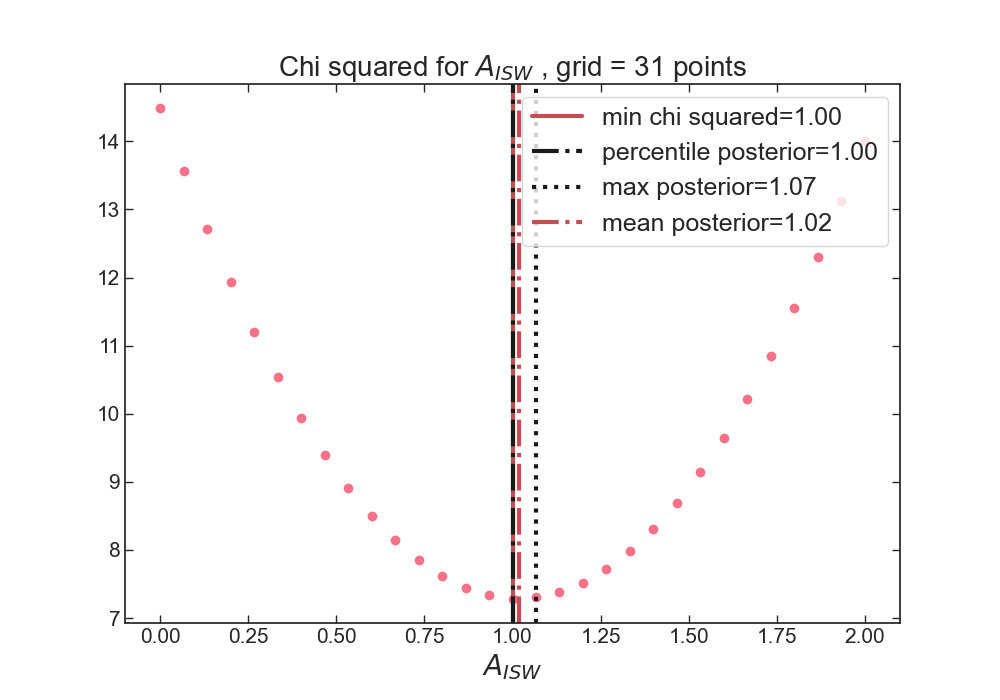 Chi squared for A_{ISW} , grid = 31 points
min chi squared=1.00
percentile posterior=1.00
max posterior=1.07
mean posterior=1.02
14
13
12
11
10
9
8
7
0.00 0.25 0.50 0.75 1.00 1.25 1.50 1.75 2.00
A_{ISW}